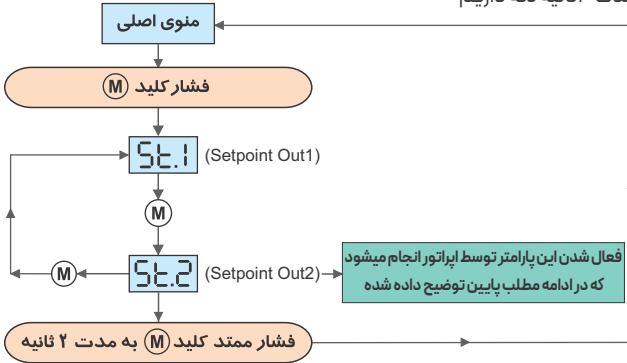 منوی اصلی
فشار کلید M
St.1 (Setpoint Out1)
M
M St.2 (Setpoint Out2)
فعال شدن این پارامتر توسط اپراتور انجام میشود
که در ادامه مطلب پایین توضیح داده شده
فشار ممتد کلید M به مدت ۲ ثانیه